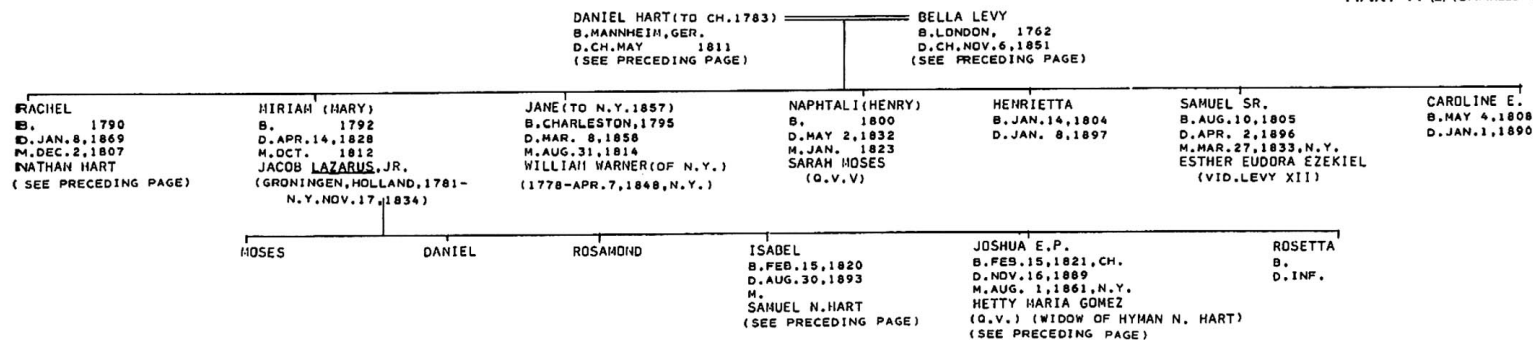 DANIEL HART(TO CH.1783)
B.MANNHEIM,GER.
D.CH.MAY 1811
(SEE PRECEDING PAGE)
BELLA LEVY
B.LONDON, 1762
D.CH.NOV.6,1851
(SEE PRECEDING PAGE)
RACHEL
B. 1790
D.JAN.8,1869
M.DEC.2,1807
NATHAN HART
(SEE PRECEDING PAGE)
MIRIAM (MARY)
B. 1792
D.APR.14,1828
M.OCT. 1812
JACOB LAZARUS,JR.
(GRONINGEN,HOLLAND,1781-
N.Y.NOV.17,1834)
JANE(TO N.Y.1857)
B.CHARLESTON,1795
D.MAR. 8,1858
M.AUG.31,1814
WILLIAM WARNER(OF N.Y.)
(1778-APR.7,1848,N.Y.)
NAPHTALI(HENRY)
B. 1800
D.MAY 2,1832
M.JAN. 1823
SARAH MOSES
(Q.V.V)
HENRIETTA
B.JAN.14,1804
D.JAN. 8,1897
SAMUEL SR.
B.AUG.10,1805
D.APR. 2,1896
M.MAR.27,1833,N.Y.
ESTHER EUDORA EZEKIEL
(VID.LEVY XII)
CAROLINE E.
B.MAY 4,1808
D.JAN.1,1890
MOSES
DANIEL
ROSAMOND
ISABEL
B.FEB.15,1820
D.AUG.30,1893
M.
SAMUEL N.HART
(SEE PRECEDING PAGE)
JOSHUA E.P.
B.FEB.15,1821,CH.
D.NOV.16,1889
M.AUG. 1,1861,N.Y.
HETTY MARIA GOMEZ
(Q.V.) (WIDOW OF HYMAN N. HART)
(SEE PRECEDING PAGE)
ROSETTA
B.
D.INF.